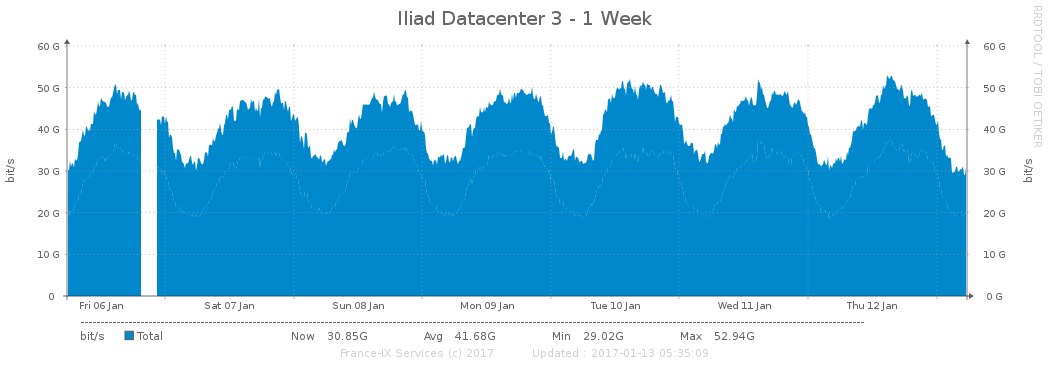 Iliad Datacenter 3 - 1 Week
RRDTOOL / TOBI OETIKER
60 G 60 G
50 G 50 G
40 G 40 G
30 G 30 G
20 G 20 G
10 G 10 G
0 0 G
bit/s bit/s
Fri 06 Jan Sat 07 Jan Sun 08 Jan Mon 09 Jan Tue 10 Jan Wed 11 Jan Thu 12 Jan
bit/s Total Now 30.85G Avg 41.68G Min 29.02G Max 52.94G
France-IX Services (c) 2017 Updated : 2017-01-13 05:35:09